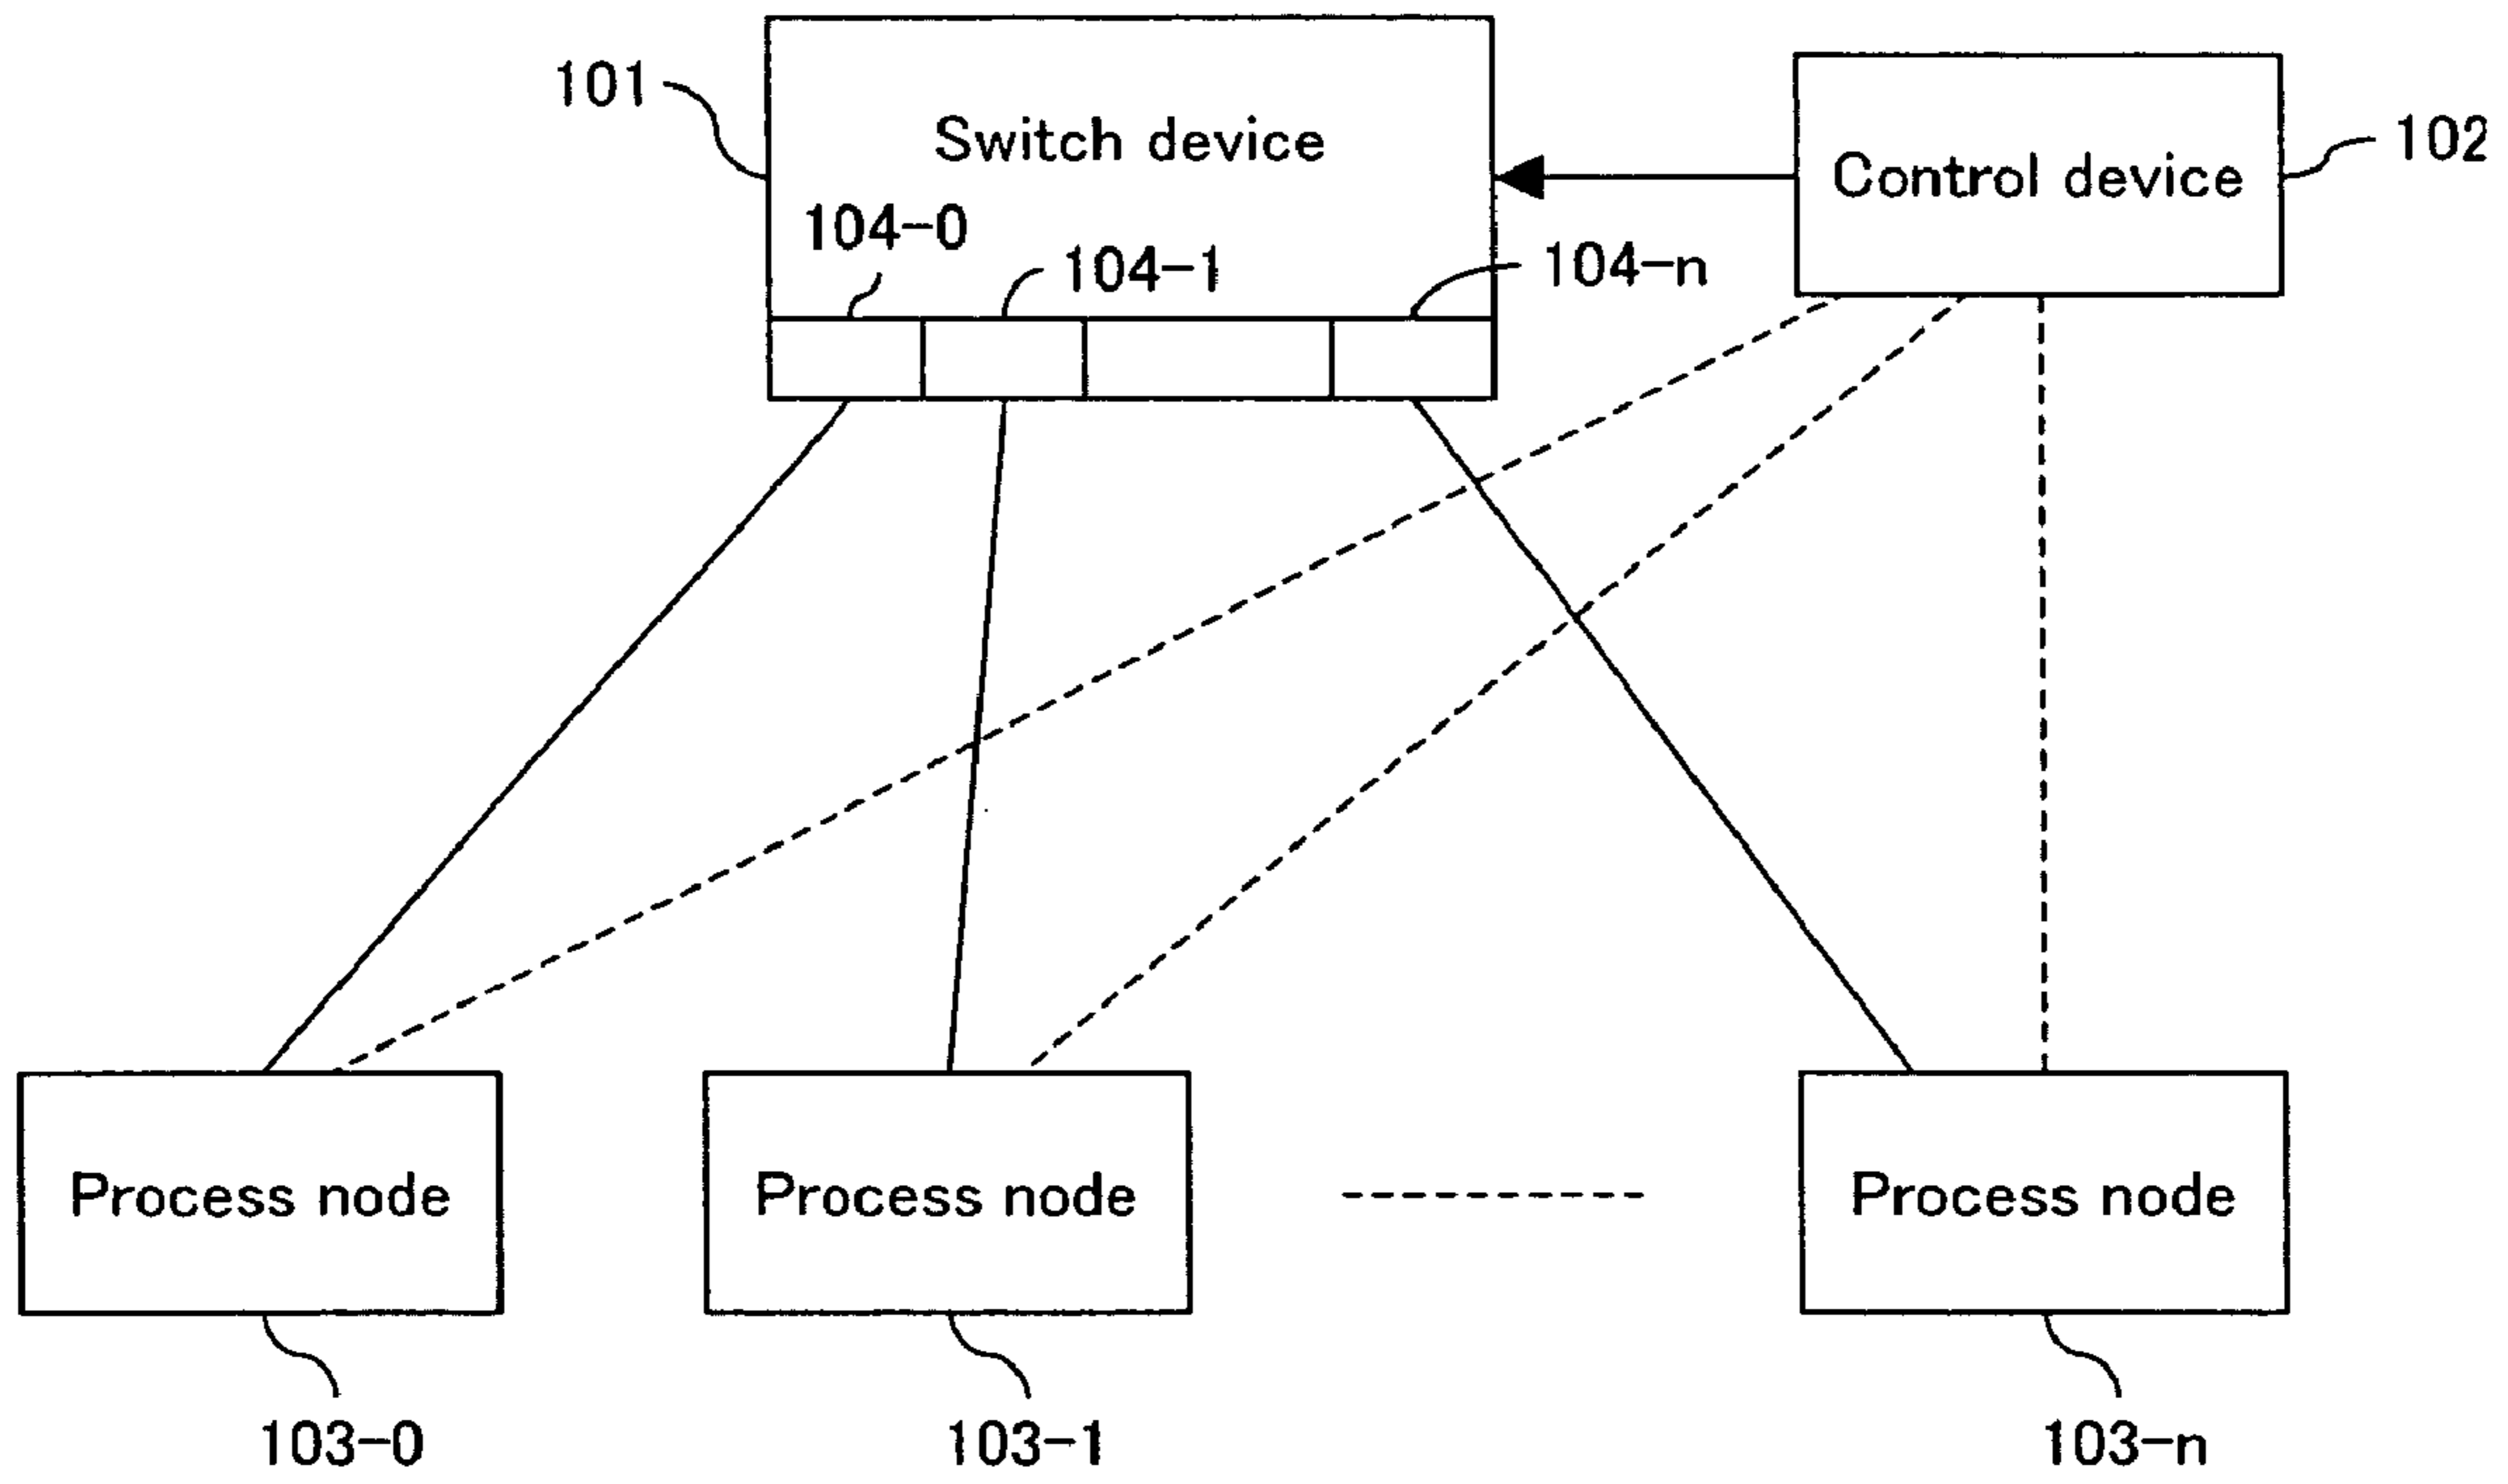 101
Switch device
Control device
102
104-0
104-1
104-n
Process node
Process node
Process node
103-0
103-1
103-n